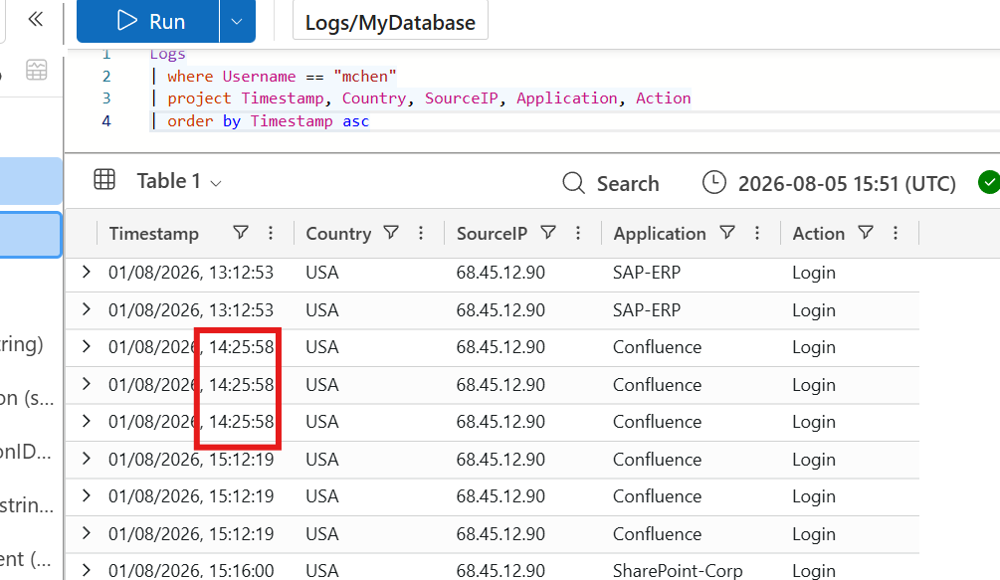 Run
Logs/MyDatabase
1 Logs
2 | where Username == "mchen"
3 | project Timestamp, Country, SourceIP, Application, Action
4 | order by Timestamp asc
Table 1
Search
2026-08-05 15:51 (UTC)
Timestamp Country SourceIP Application Action
01/08/2026, 13:12:53 USA 68.45.12.90 SAP-ERP Login
01/08/2026, 13:12:53 USA 68.45.12.90 SAP-ERP Login
01/08/2026, 14:25:58 USA 68.45.12.90 Confluence Login
ring)
01/08/2026, 14:25:58 USA 68.45.12.90 Confluence Login
on (s...
01/08/2026, 14:25:58 USA 68.45.12.90 Confluence Login
onID...
01/08/2026, 15:12:19 USA 68.45.12.90 Confluence Login
01/08/2026, 15:12:19 USA 68.45.12.90 Confluence Login
strin...
01/08/2026, 15:12:19 USA 68.45.12.90 Confluence Login
ent (...
01/08/2026, 15:16:00 USA 68.45.12.90 SharePoint-Corp Login